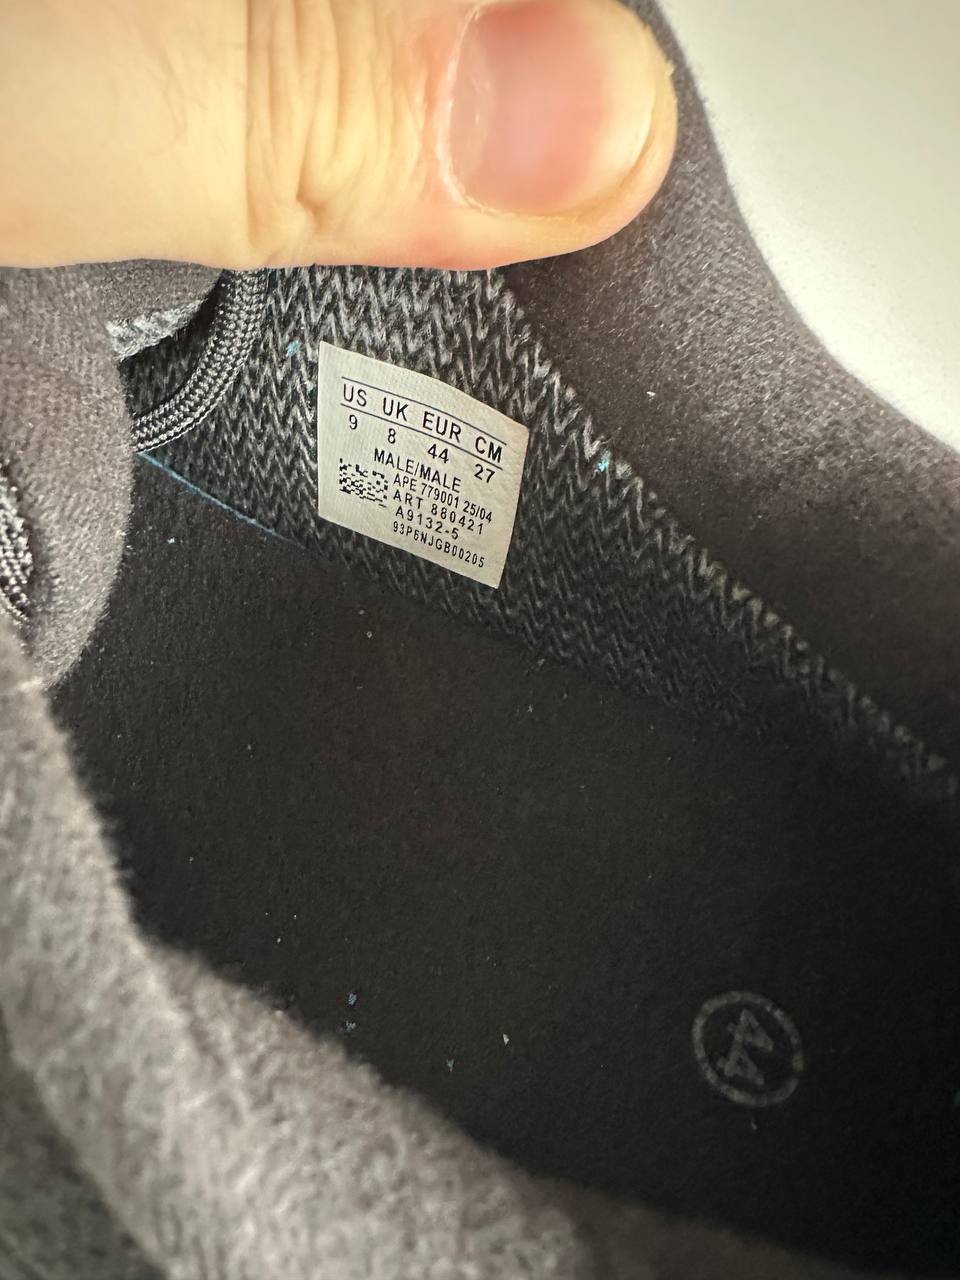 US UK EUR CM
9 8 44 27
MALE/MALE
APE 779001 25/04
ART 880421
A9132-5
93P6NJGB00205
44